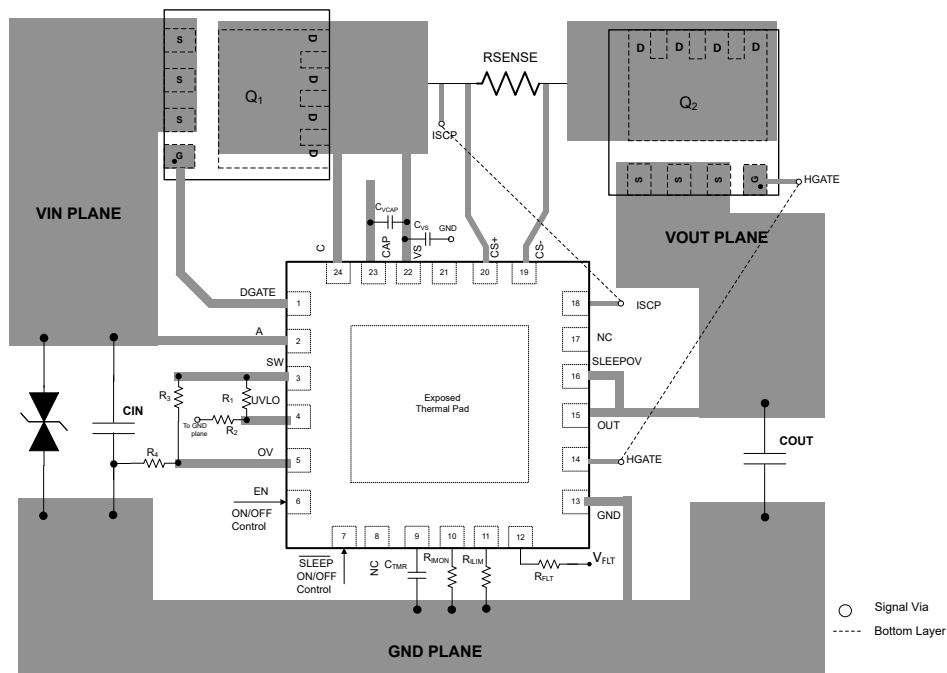 S
S
S
G
Q1
D
D
D
D
RSENSE
ISCP
D
D
D
D
Q2
S
S
S
G
HGATE
VIN PLANE
VOUT PLANE
CVCAP
CVS
GND
C
CAP
VS
CS+
CS-
24
23
22
21
20
19
DGATE
1
A
2
SW
3
R3
R1
UVLO
4
To GND
plane
R2
OV
5
R4
CIN
EN
6
ON/OFF
Control
18
ISCP
17
NC
SLEEPOV
16
15
OUT
14
HGATE
13
GND
COUT
Exposed
Thermal Pad
7
8
9
10
11
12
SLEEP
ON/OFF
Control
NC
CTMR
RIMON
RILIM
RFLT
VFLT
GND PLANE
Signal Via
Bottom Layer